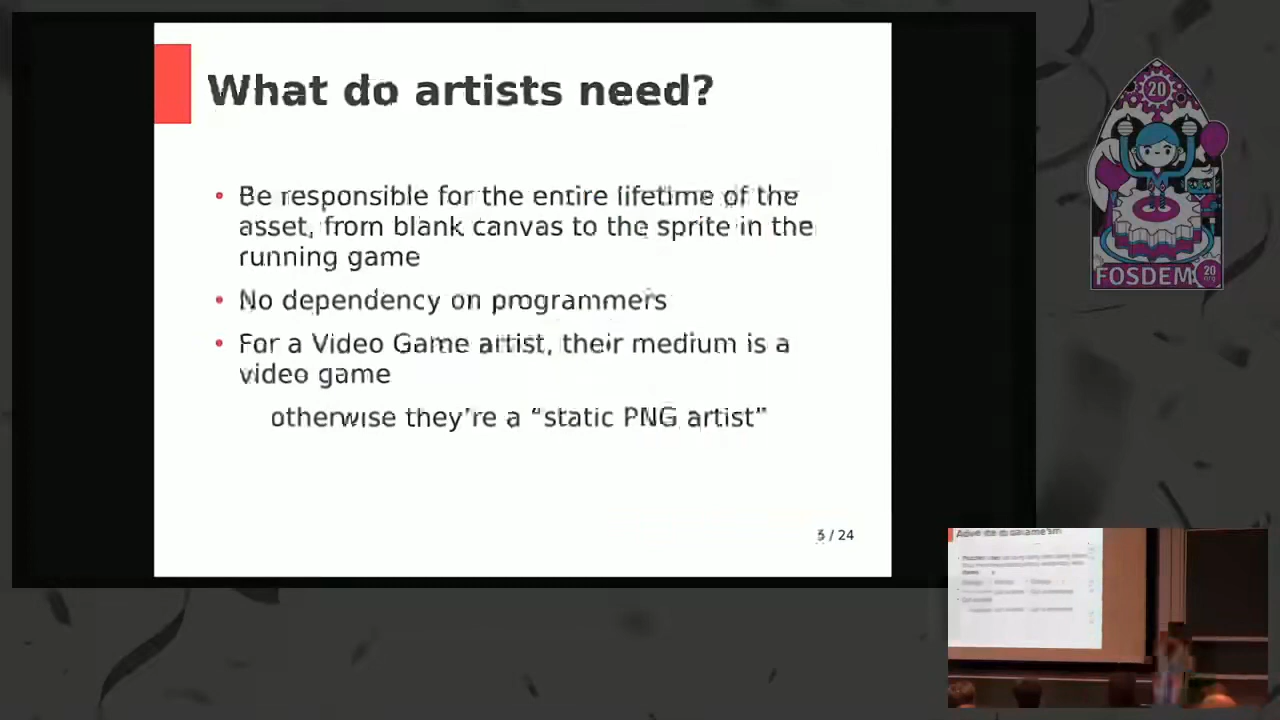 What do artists need?
• Be responsible for the entire lifetime of the
asset, from blank canvas to the sprite in the
running game
• No dependency on programmers
• For a Video Game artist, their medium is a
video game
otherwise they’re a “static PNG artist”
5 / 24
20
FOSDEM
20